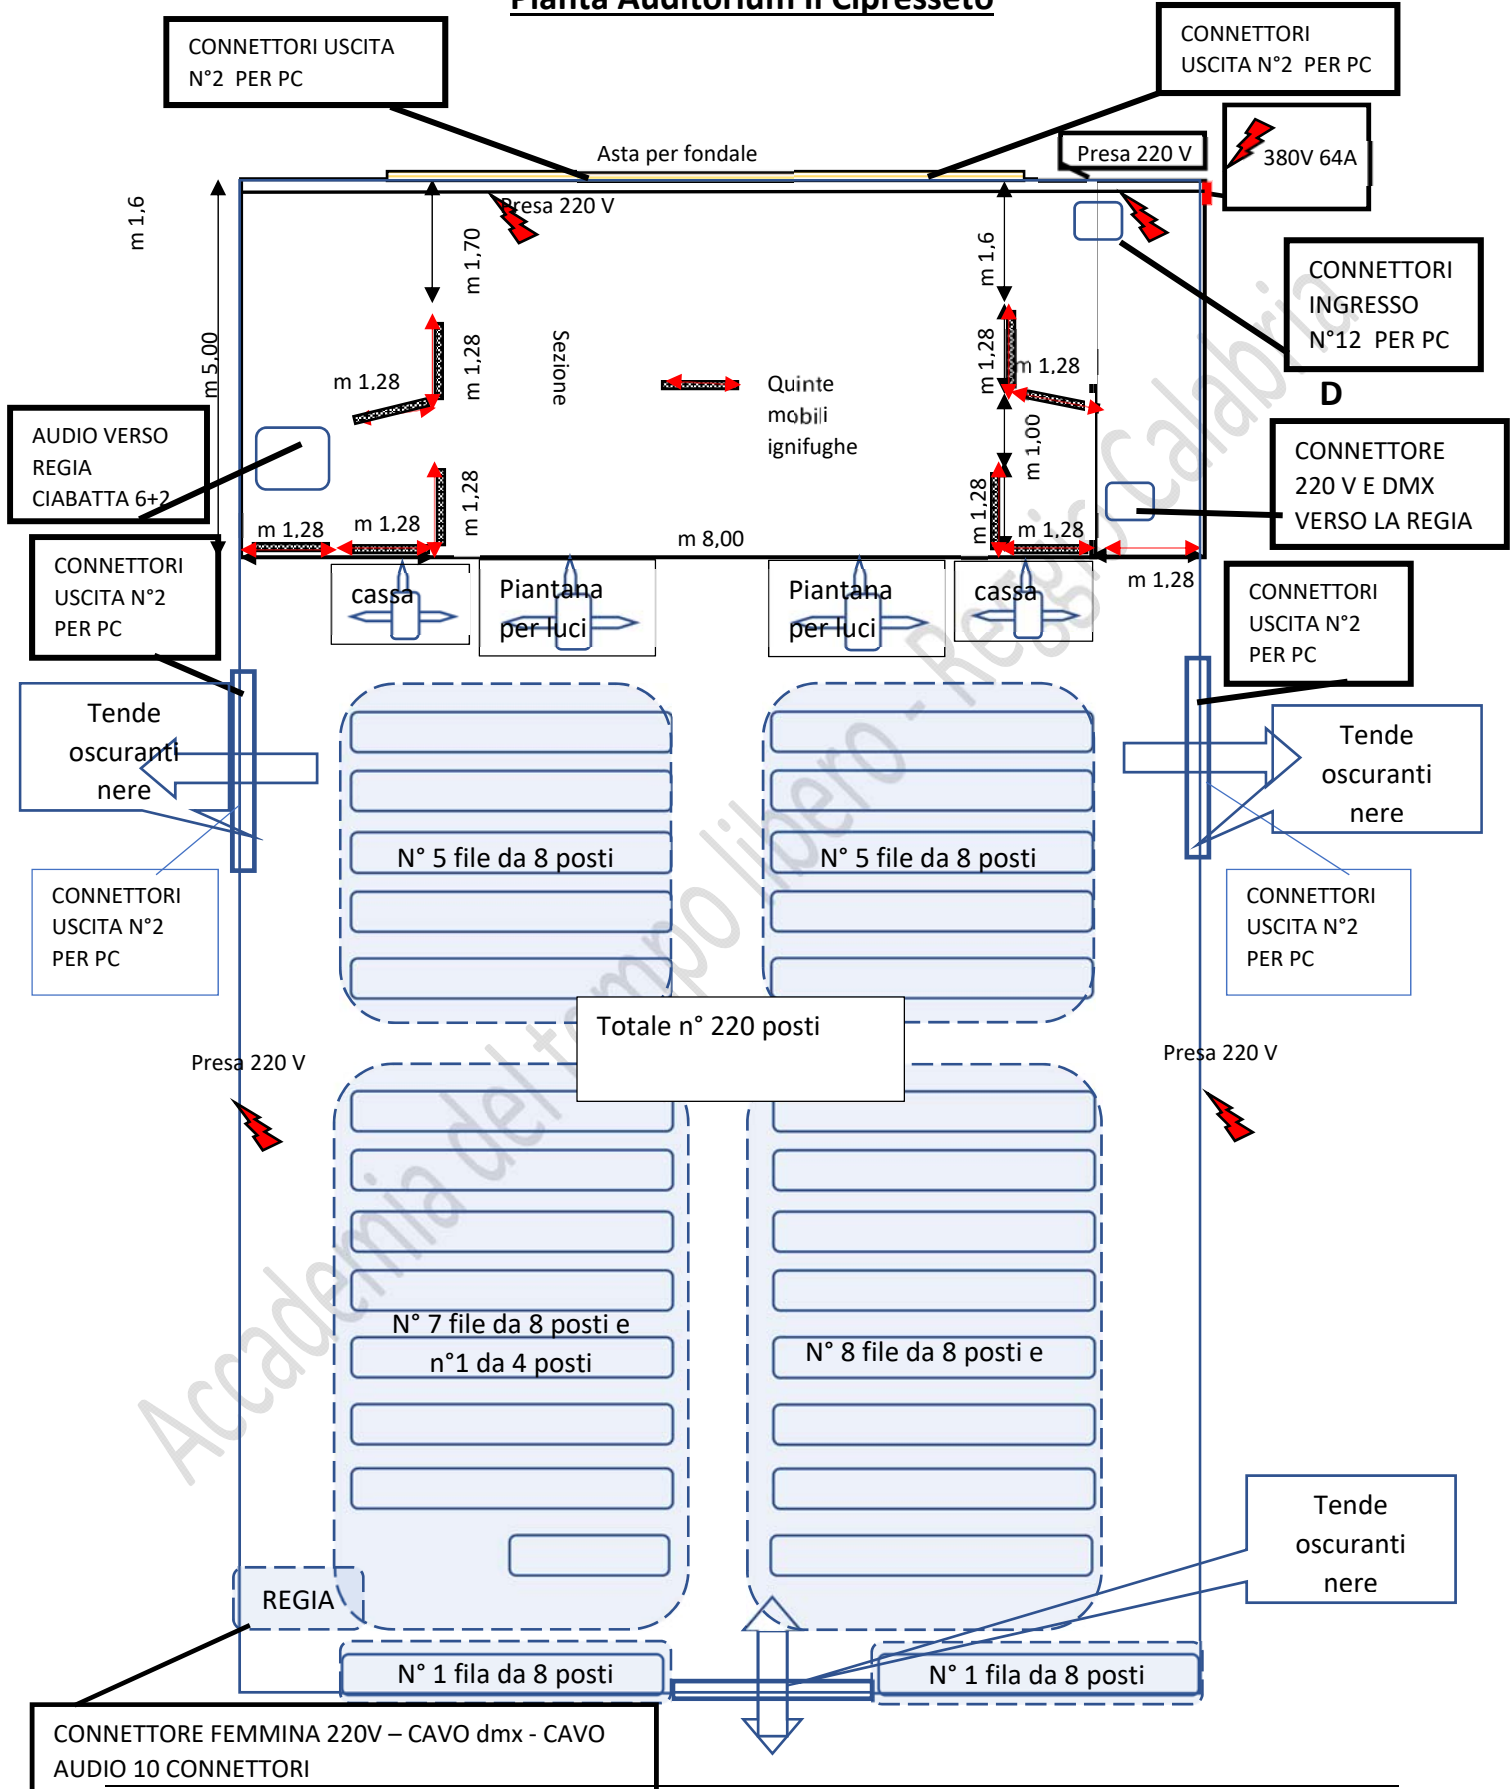 Pianta Auditorium Il Cipresseto
CONNETTORI USCITA
N°2 PER PC
CONNETTORI
USCITA N°2 PER PC
Asta per fondale
Presa 220 V
380V 64A
Presa 220 V
m 1,6
m 1,70
m 1,6
CONNETTORI
INGRESSO
N°12 PER PC
m 5,00
m 1,28
m 1,28
Sezione
Quinte
mobili
ignifughe
m 1,28
m 1,28
D
AUDIO VERSO
REGIA
CIABATTA 6+2
m 1,00
CONNETTORE
220 V E DMX
VERSO LA REGIA
m 1,28
m 1,28
m 1,28
m 1,28
m 8,00
m 1,28
m 1,28
CONNETTORI
USCITA N°2
PER PC
cassa
Piantana
per luci
Piantana
per luci
cassa
CONNETTORI
USCITA N°2
PER PC
Tende
oscuranti
nere
Tende
oscuranti
nere
N° 5 file da 8 posti
N° 5 file da 8 posti
CONNETTORI
USCITA N°2
PER PC
CONNETTORI
USCITA N°2
PER PC
Totale n° 220 posti
Presa 220 V
Presa 220 V
N° 7 file da 8 posti e
n°1 da 4 posti
N° 8 file da 8 posti e
Tende
oscuranti
nere
REGIA
N° 1 fila da 8 posti
N° 1 fila da 8 posti
CONNETTORE FEMMINA 220V – CAVO dmx - CAVO
AUDIO 10 CONNETTORI
Accademia del tempo libero - Reggio Calabria